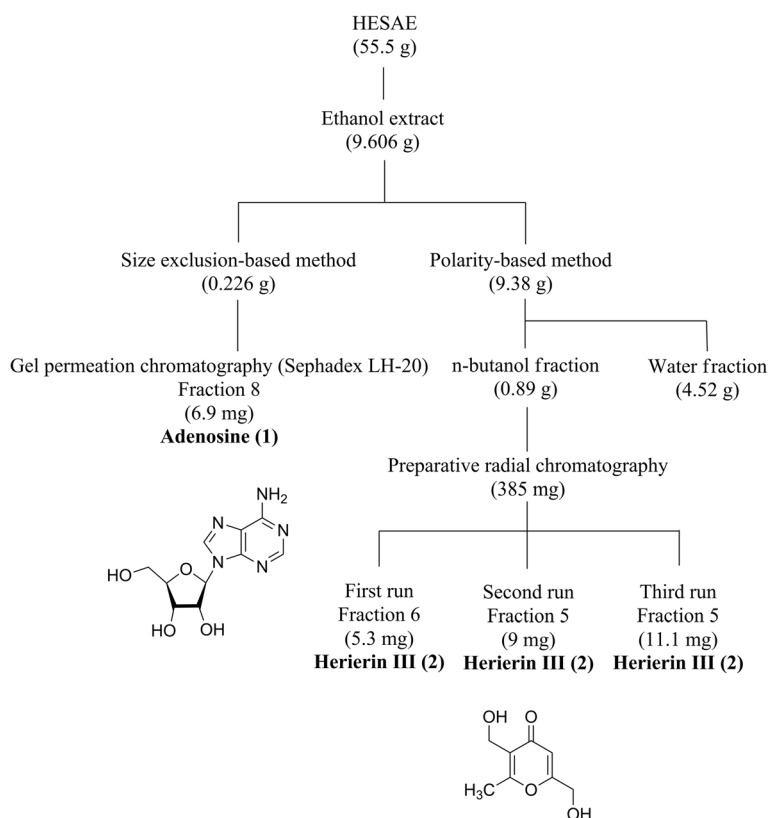 HESAE
(55.5 g)
Ethanol extract
(9.606 g)
Size exclusion-based method
(0.226 g)
Polarity-based method
(9.38 g)
Gel permeation chromatography (Sephadex LH-20)
Fraction 8
(6.9 mg)
Adenosine (1)
n-butanol fraction
(0.89 g)
Water fraction
(4.52 g)
Preparative radial chromatography
(385 mg)
NH₂
N
N
N
N
HO
O
HO
OH
First run
Fraction 6
(5.3 mg)
Herierin III (2)
Second run
Fraction 5
(9 mg)
Herierin III (2)
Third run
Fraction 5
(11.1 mg)
Herierin III (2)
OH
O
H₃C
O
OH